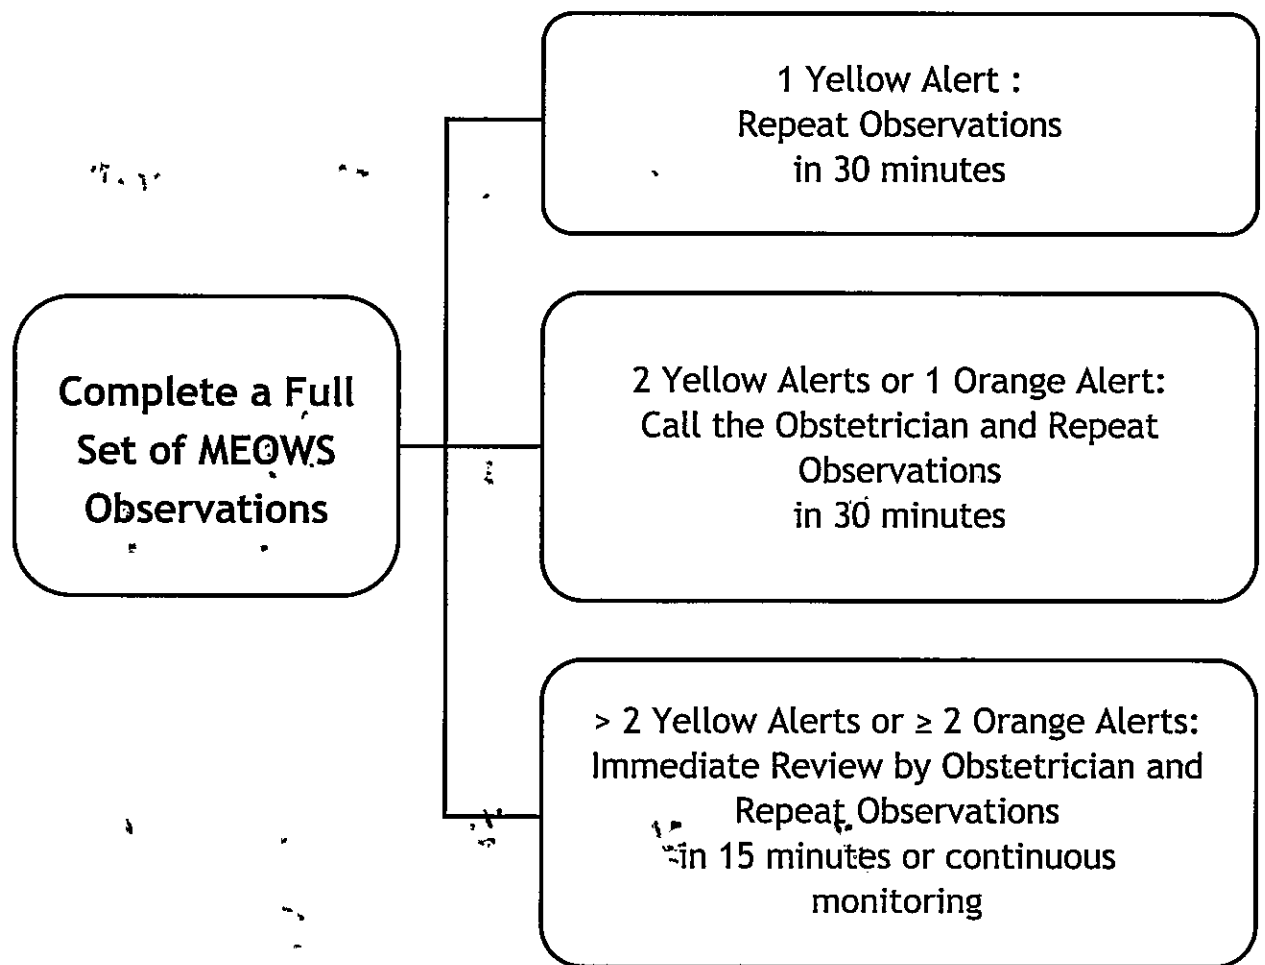 1 Yellow Alert :
Repeat Observations
in 30 minutes
Complete a Full
Set of MEOWS
Observations
2 Yellow Alerts or 1 Orange Alert:
Call the Obstetrician and Repeat
Observations
in 30 minutes
> 2 Yellow Alerts or ≥ 2 Orange Alerts:
Immediate Review by Obstetrician and
Repeat Observations
in 15 minutes or continuous
monitoring